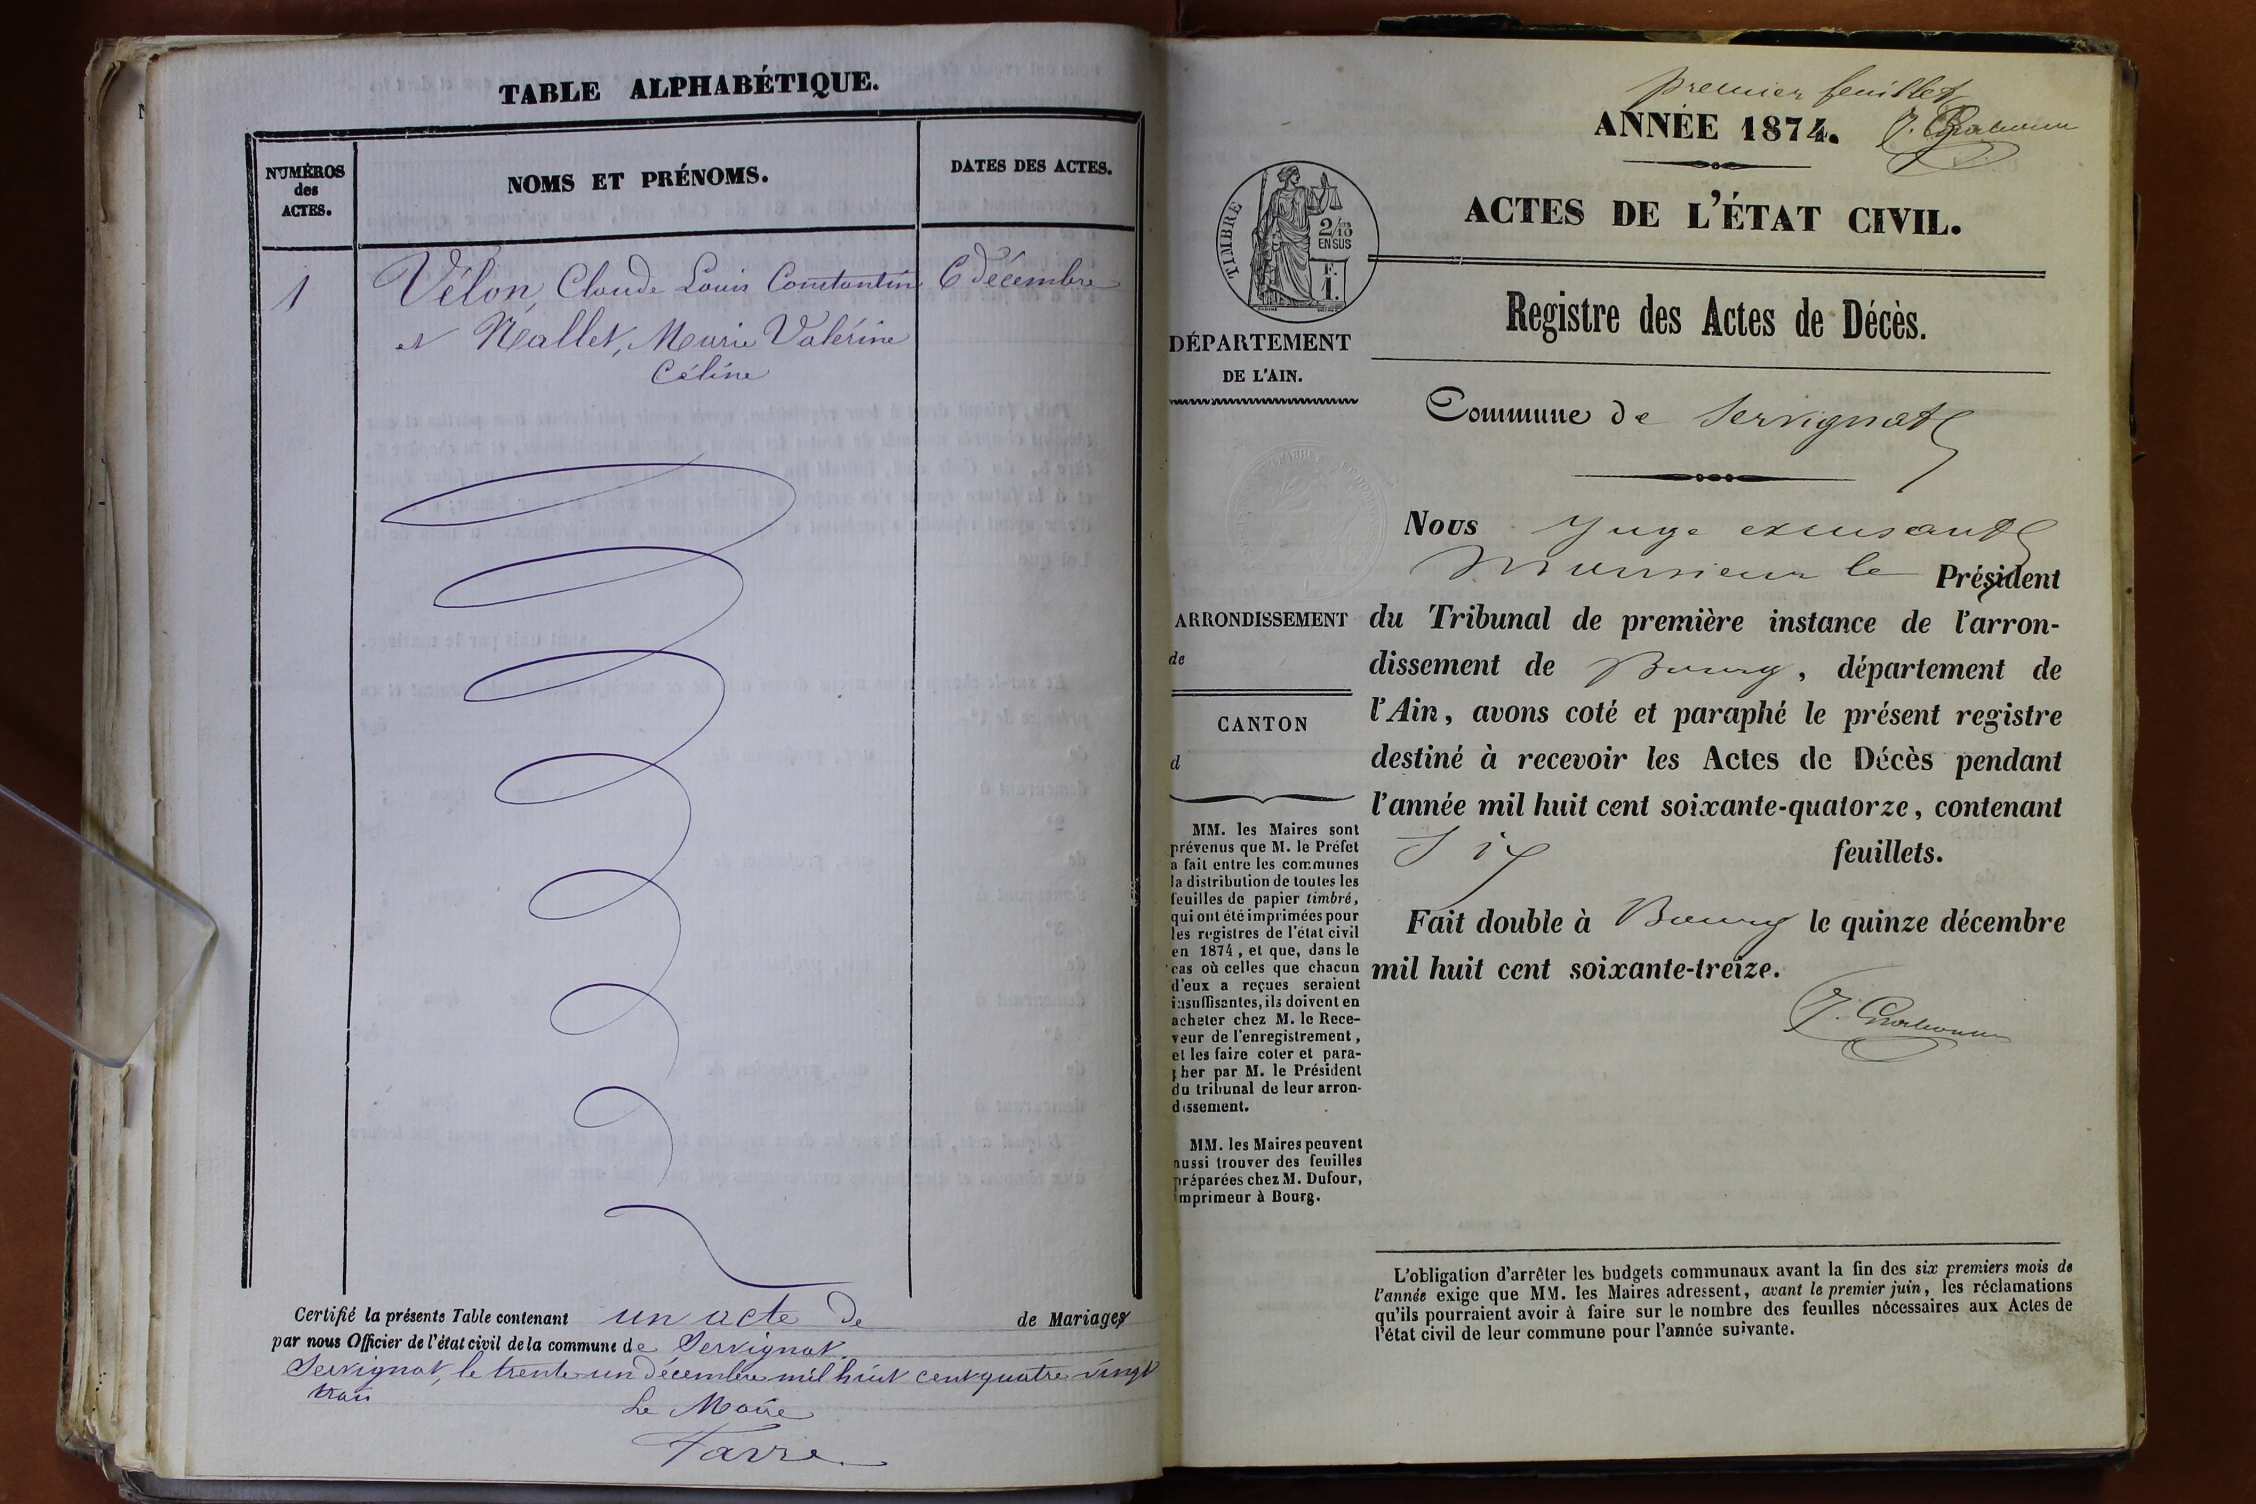 TABLE ALPHABÉTIQUE.
NUMÉROS
des
ACTES.
NOMS ET PRÉNOMS.
DATES DES ACTES.
1
Vélon, Claude Louis Constantin
6 décembre
et Néallet, Marie Valérine
Céline
Certifié la présente Table contenant un acte de de Mariages
par nous Officier de l'état civil de la commune de Servignat.
Servignat, le trente un décembre mil huit cent quatre vingt
trois
Le Maire
Favre
premier feuillet
ANNÉE 1874.
ACTES DE L'ÉTAT CIVIL.
TIMBRE
2/10
EN SUS
F.
1.
Registre des Actes de Décès.
DÉPARTEMENT
DE L'AIN.
Commune de Servignat
Nous Juge excusant
Monsieur le Président
ARRONDISSEMENT
de
CANTON
d
du Tribunal de première instance de l'arron-
dissement de Bourg, département de
l'Ain, avons coté et paraphé le présent registre
destiné à recevoir les Actes de Décès pendant
l'année mil huit cent soixante-quatorze, contenant
Six feuillets.
Fait double à Bourg le quinze décembre
mil huit cent soixante-treize.
MM. les Maires sont
prévenus que M. le Préfet
a fait entre les communes
la distribution de toutes les
feuilles de papier timbré,
qui ont été imprimées pour
les registres de l'état civil
en 1874, et que, dans le
cas où celles que chacun
d'eux a reçues seraient
insuffisantes, ils doivent en
acheter chez M. le Rece-
veur de l'enregistrement,
et les faire coter et para-
pher par M. le Président
du tribunal de leur arron-
dissement.
MM. les Maires peuvent
aussi trouver des feuilles
préparées chez M. Dufour,
imprimeur à Bourg.
L'obligation d'arrêter les budgets communaux avant la fin des six premiers mois de
l'année exige que MM. les Maires adressent, avant le premier juin, les réclamations
qu'ils pourraient avoir à faire sur le nombre des feuilles nécessaires aux Actes de
l'état civil de leur commune pour l'année suivante.